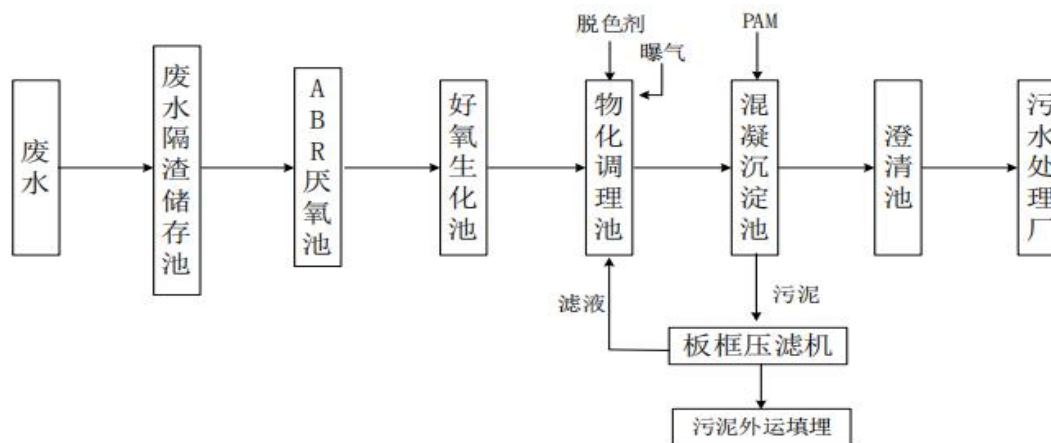 废水
废水隔渣储存池
ABR厌氧池
好氧生化池
脱色剂
曝气
物化调理池
PAM
混凝沉淀池
澄清池
污水处理厂
滤液
污泥
板框压滤机
污泥外运填埋